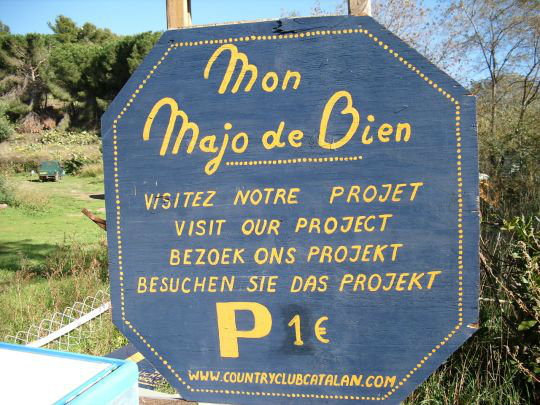 Mon
Majo de Bien
VISITEZ NOTRE PROJET
VISIT OUR PROJECT
BEZOEK ONS PROJEKT
BESUCHEN SIE DAS PROJEKT
P 1€
WWW.COUNTRYCLUBCATALAN.COM